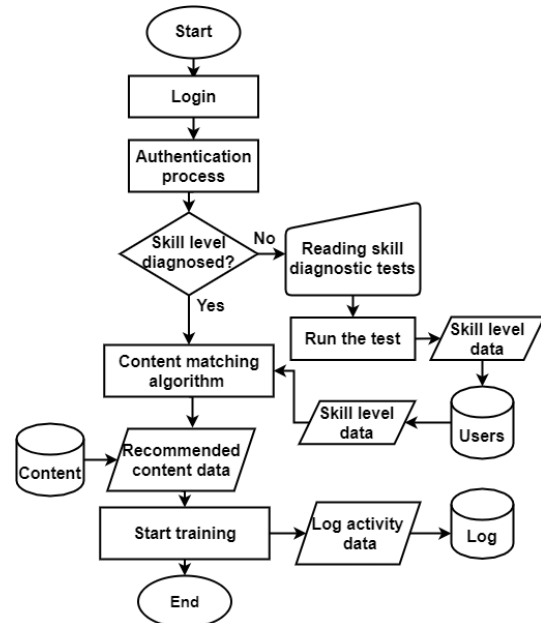 Start
Login
Authentication
process
Skill level
diagnosed?
No
Reading skill
diagnostic tests
Yes
Run the test
Skill level
data
Content matching
algorithm
Skill level
data
Users
Content
Recommended
content data
Start training
Log activity
data
Log
End